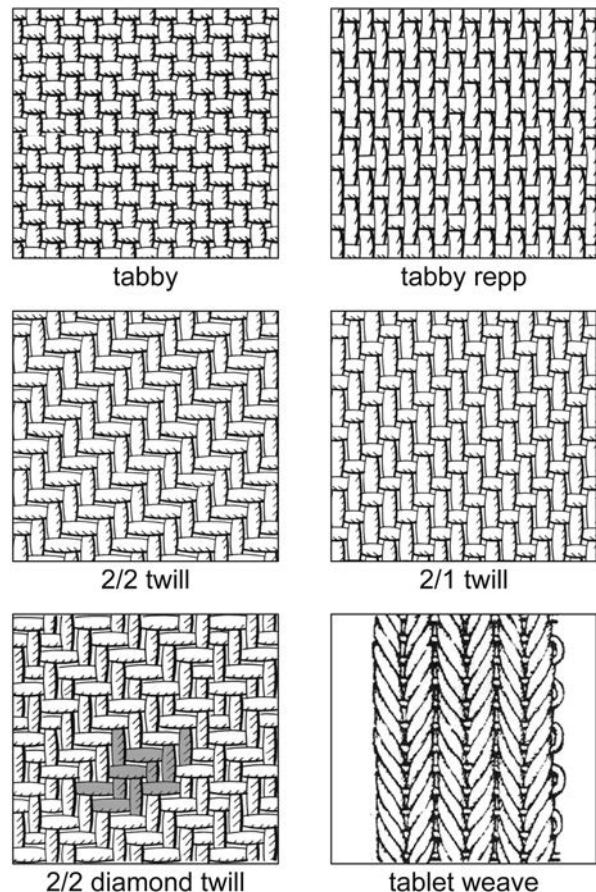 tabby
tabby repp
2/2 twill
2/1 twill
2/2 diamond twill
tablet weave